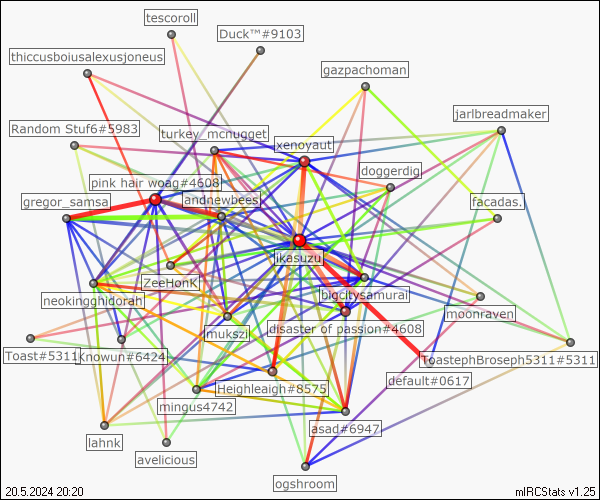 tescoroll
Duck™#9103
thiccusboiusalexusjoneus
gazpachoman
jarlbreadmaker
Random Stuf6#5983
turkey_mcnugget
xenoyaut
doggerdig
pink hair woag#4608
gregor_samsa
andnewbees
facadas.
jkasuzu
ZeeHonK
bigcitysamurai
neokingghidorah
moonraven
disaster of passion#4608
mukszil
Toast#5311
Knowun#6424
ToastephBroseph5311#5311
Heighleaigh#8575
default#0617
mingus4742
asad#6947
lahnk
avelicious
ogshroom
20.5.2024 20:20
mIRCStats v1.25